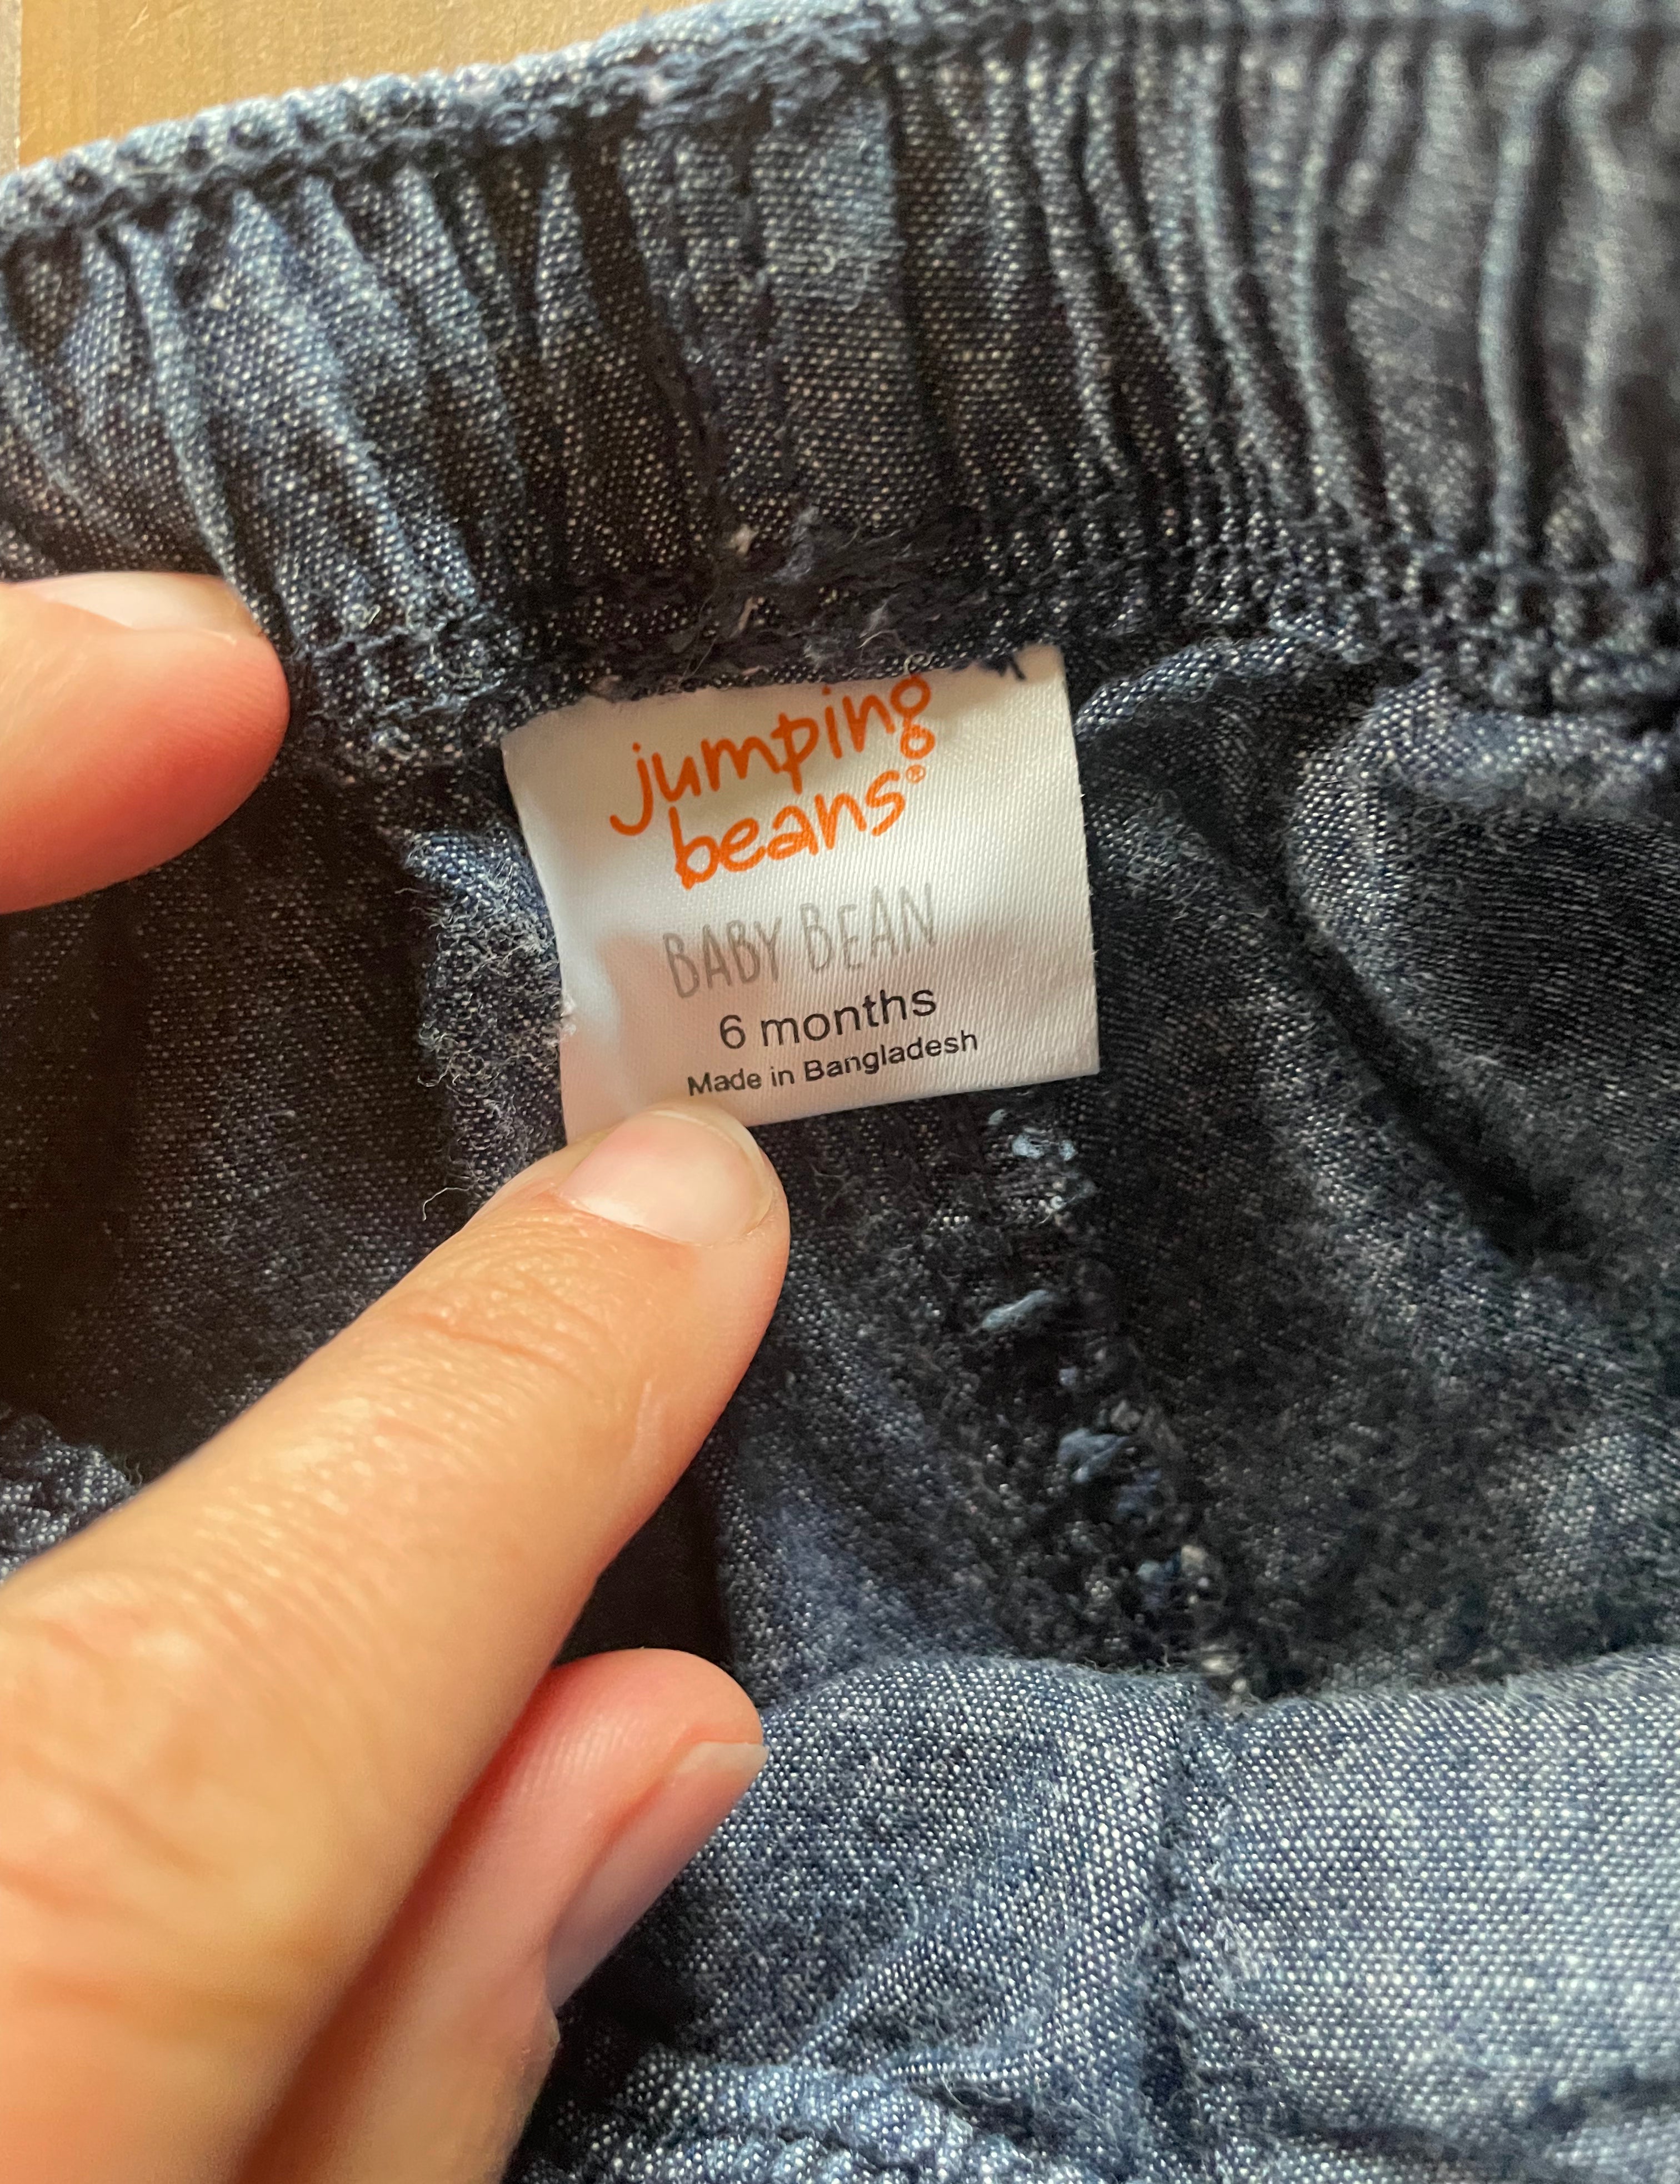 jumping
beans®
BABY BEAN
6 months
Made in Bangladesh